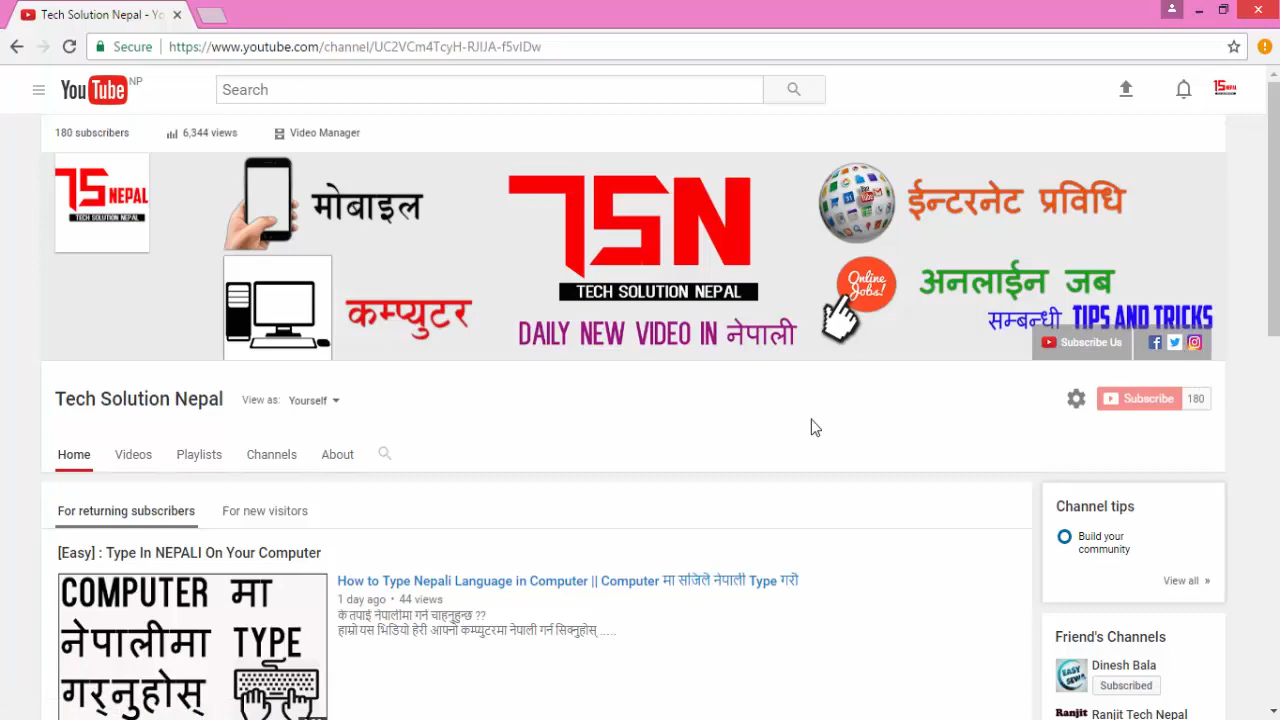 Tech Solution Nepal - Yo
Secure
https://www.youtube.com/channel/UC2VCm4TcyH-RJIJA-f5vIDw
YouTube NP
Search
180 subscribers
6,344 views
Video Manager
TS NEPAL
TECH SOLUTION NEPAL
मोबाइल
कम्प्युटर
TSN
TECH SOLUTION NEPAL
DAILY NEW VIDEO IN नेपाली
ईन्टरनेट प्रविधि
Online Jobs!
अनलाईन जब
सम्बन्धी TIPS AND TRICKS
Subscribe Us
Tech Solution Nepal
View as: Yourself
Subscribe 180
Home Videos Playlists Channels About
For returning subscribers
For new visitors
[Easy] : Type In NEPALI On Your Computer
COMPUTER मा
नेपालीमा TYPE
गर्नुहोस्
How to Type Nepali Language in Computer || Computer मा सजिलै नेपाली Type गरौ
1 day ago • 44 views
के तपाई नेपालीमा गर्न चाहनुहुन्छ ??
हाम्रो यस भिडियो हेरी आफ्नो कम्प्युटरमा नेपाली गर्न सिक्नुहोस् .....
Channel tips
Build your
community
View all »
Friend's Channels
Dinesh Bala
Subscribed
Ranjit
Ranjit Tech Nepal